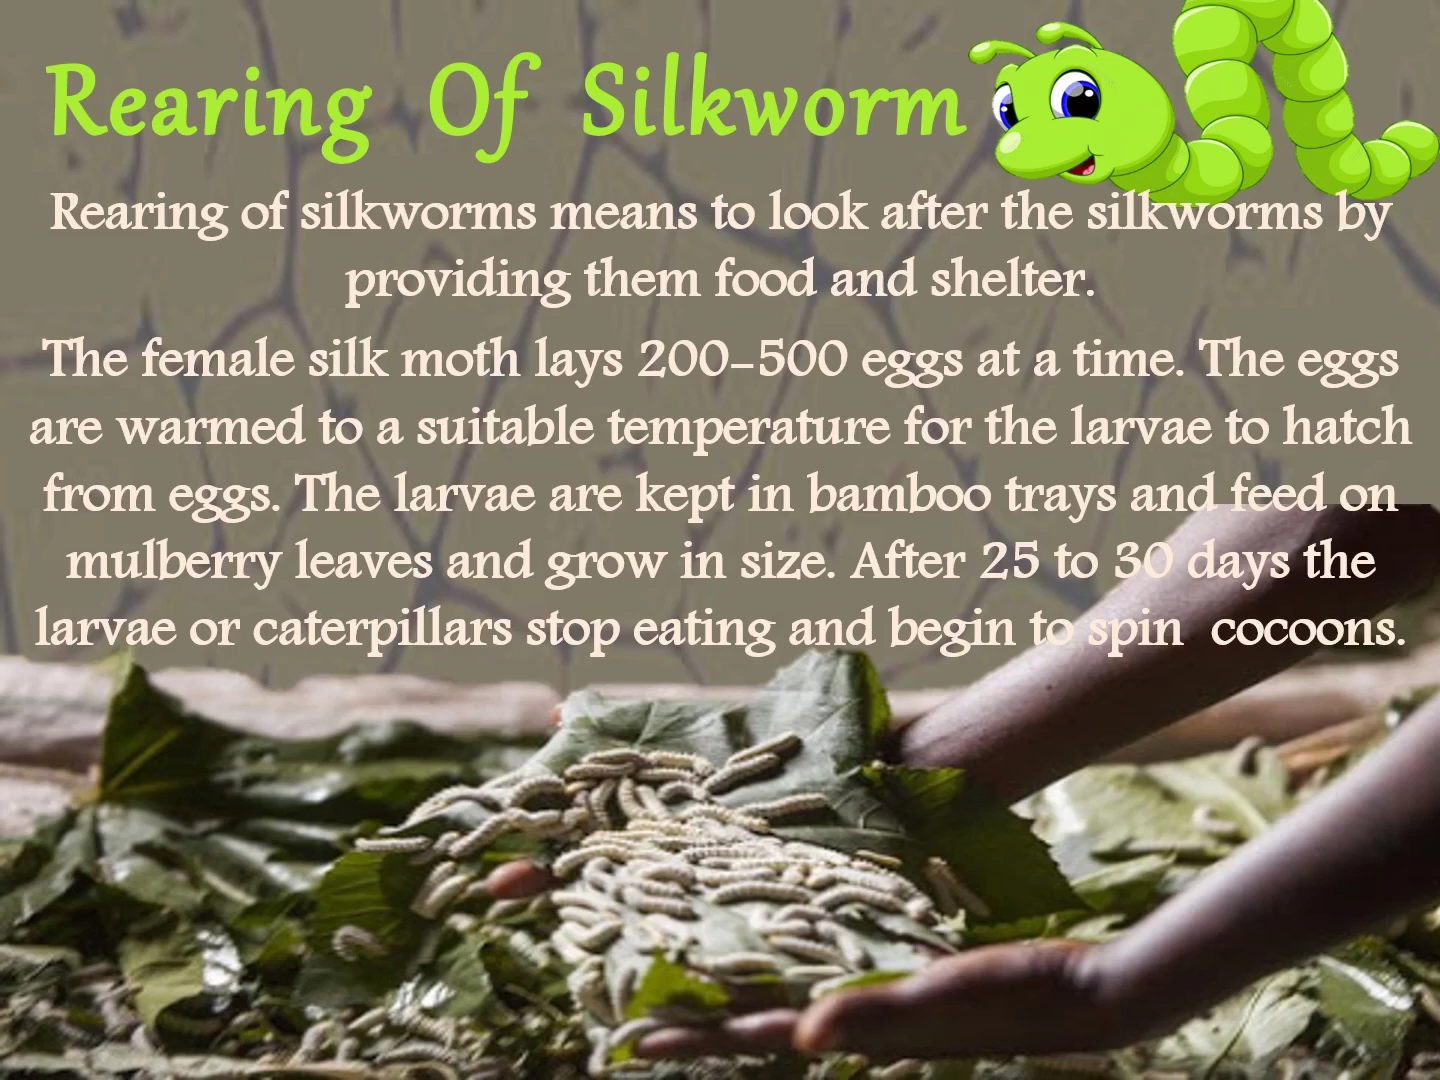 Rearing Of Silkworm
Rearing of silkworms means to look after the silkworms by
providing them food and shelter.
The female silk moth lays 200-500 eggs at a time. The eggs
are warmed to a suitable temperature for the larvae to hatch
from eggs. The larvae are kept in bamboo trays and feed on
mulberry leaves and grow in size. After 25 to 30 days the
larvae or caterpillars stop eating and begin to spin cocoons.